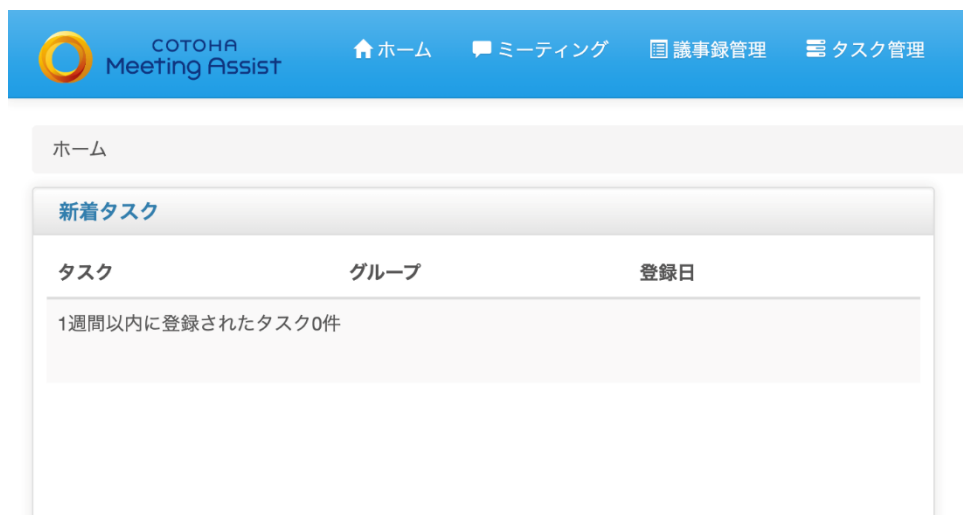 COTOHA
Meeting Assist
ホーム ミーティング 議事録管理 タスク管理
ホーム
新着タスク
タスク グループ 登録日
1週間以内に登録されたタスク0件